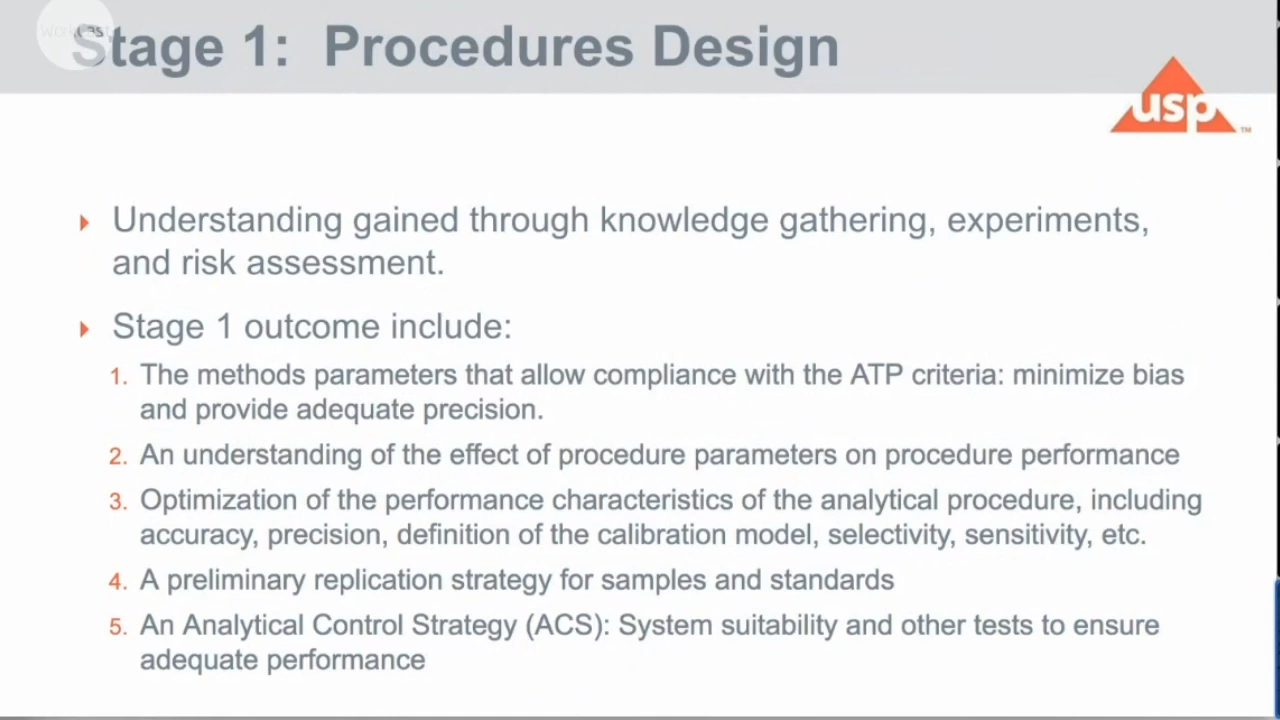 WorkCast
Stage 1: Procedures Design
usp
TM
Understanding gained through knowledge gathering, experiments,
and risk assessment.
Stage 1 outcome include:
1. The methods parameters that allow compliance with the ATP criteria: minimize bias
and provide adequate precision.
2. An understanding of the effect of procedure parameters on procedure performance
3. Optimization of the performance characteristics of the analytical procedure, including
accuracy, precision, definition of the calibration model, selectivity, sensitivity, etc.
4. A preliminary replication strategy for samples and standards
5. An Analytical Control Strategy (ACS): System suitability and other tests to ensure
adequate performance